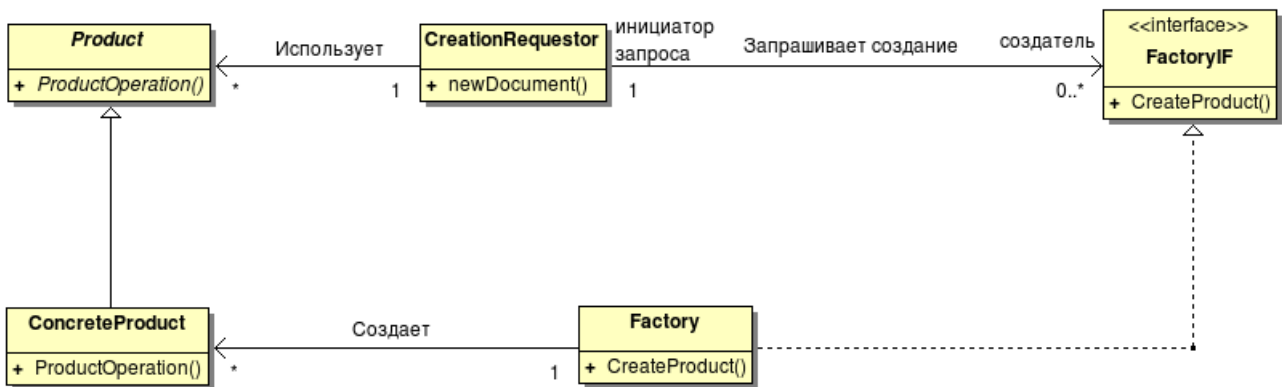 Product
+ ProductOperation()
*
Использует
1
CreationRequestor
+ newDocument()
инициатор
запроса
1
Запрашивает создание
создатель
0..*
<<interface>>
FactoryIF
+ CreateProduct()
ConcreteProduct
+ ProductOperation()
*
Создает
1
Factory
+ CreateProduct()